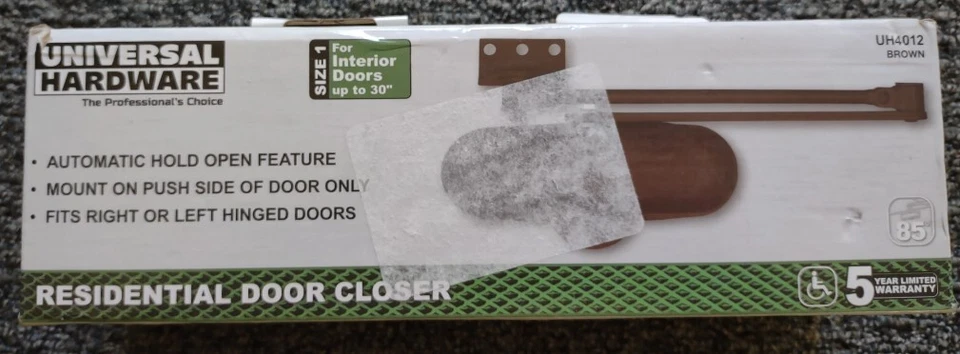 UNIVERSAL
HARDWARE
The Professional's Choice
SIZE 1
For
Interior
Doors
up to 30"
UH4012
BROWN
• AUTOMATIC HOLD OPEN FEATURE
• MOUNT ON PUSH SIDE OF DOOR ONLY
• FITS RIGHT OR LEFT HINGED DOORS
85
RESIDENTIAL DOOR CLOSER
5 YEAR LIMITED
WARRANTY